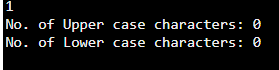 1
No. of Upper case characters: 0
No. of Lower case characters: 0